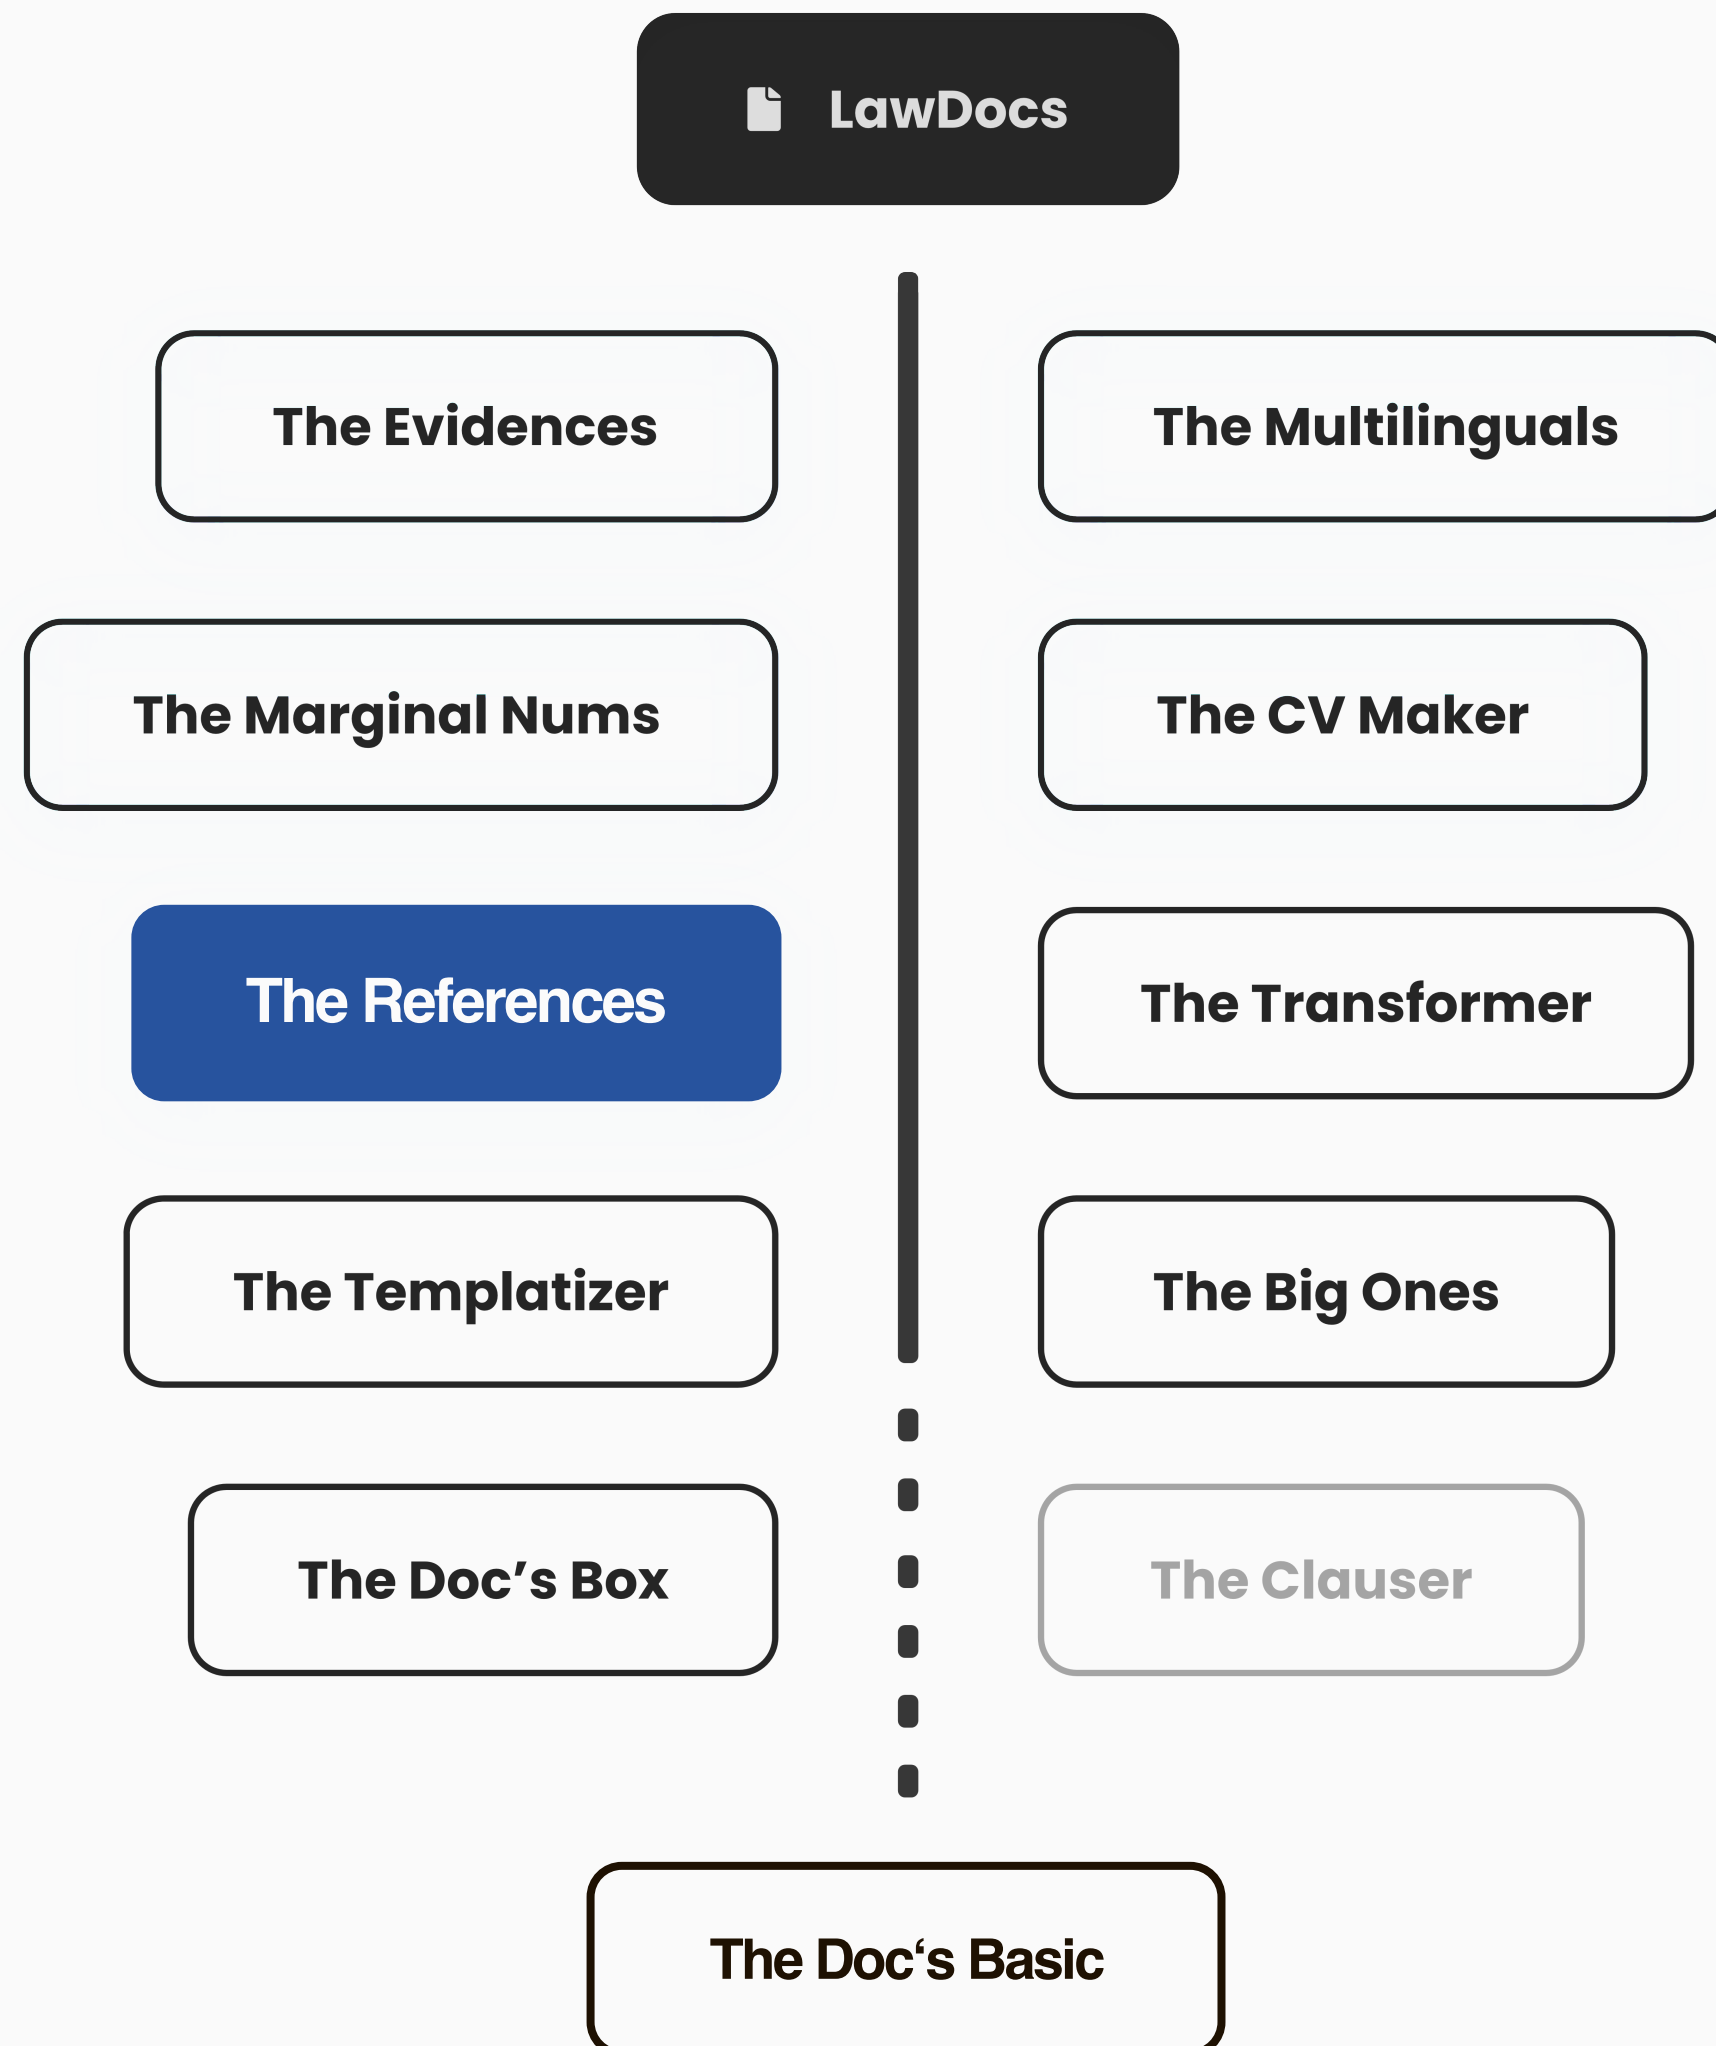 LawDocs
The Evidences
The Multilinguals
The Marginal Nums
The CV Maker
The References
The Transformer
The Templatizer
The Big Ones
The Doc’s Box
The Clauser
The Doc‘s Basic